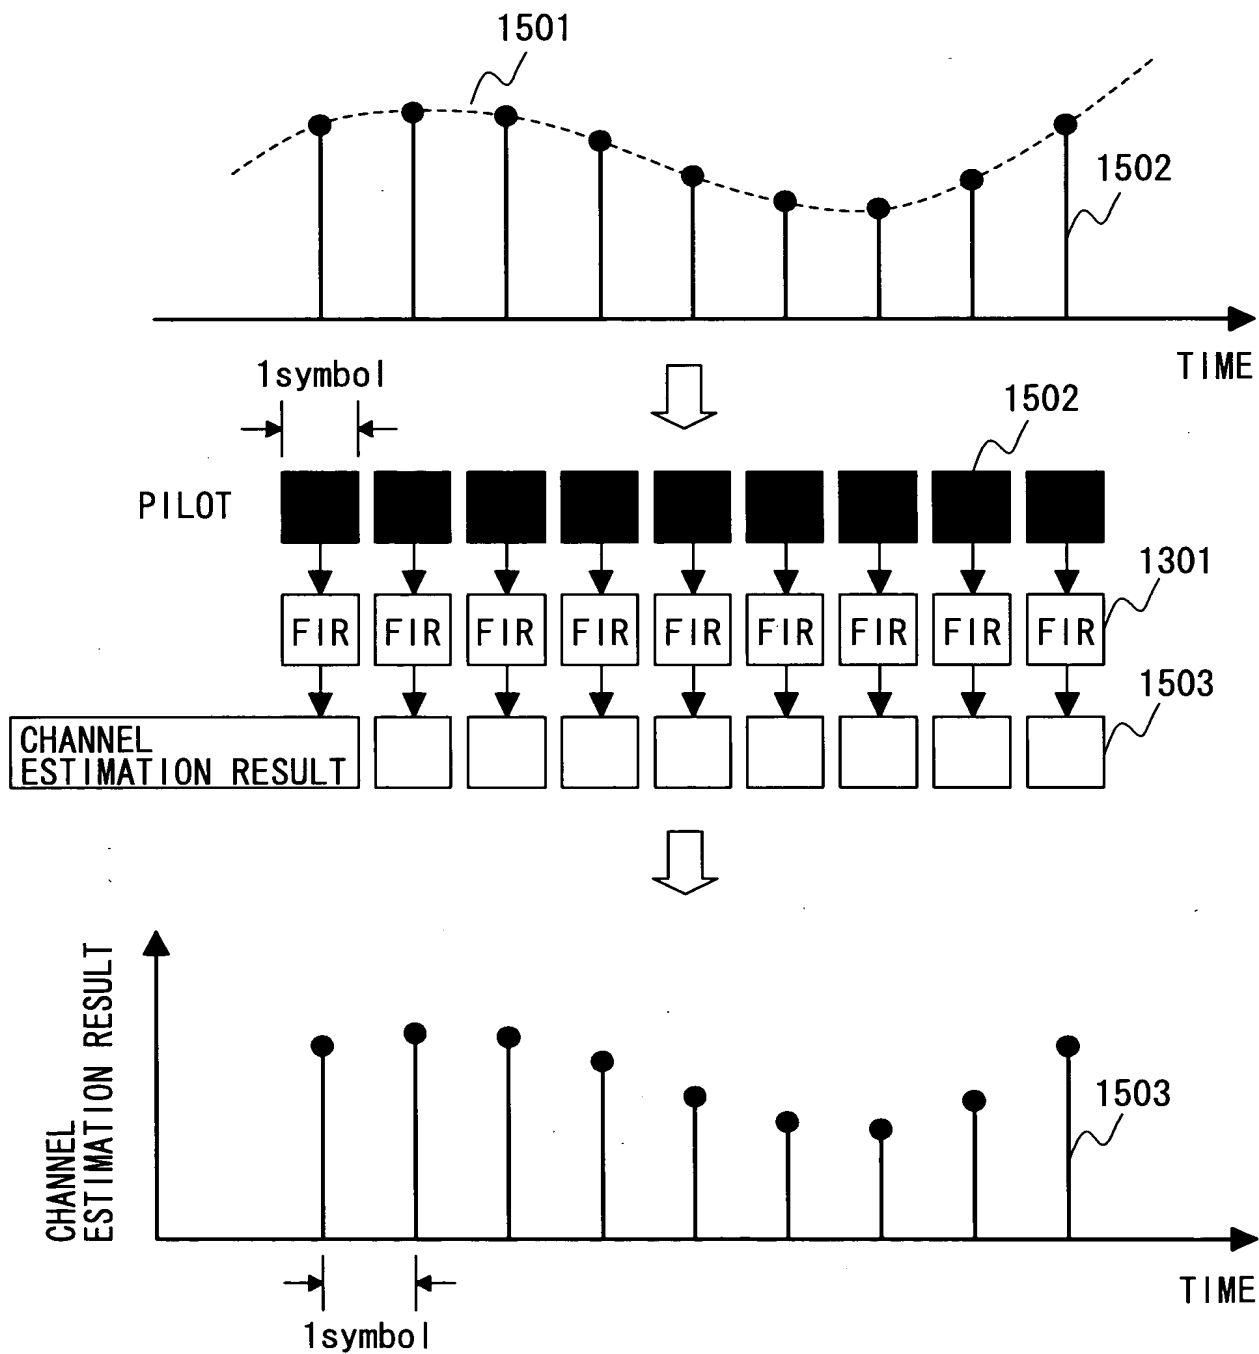 1501
1502
TIME
1symbol
1502
PILOT
1301
FIR FIR FIR FIR FIR FIR FIR FIR FIR
1503
CHANNEL
ESTIMATION RESULT
CHANNEL
ESTIMATION RESULT
1503
TIME
1symbol